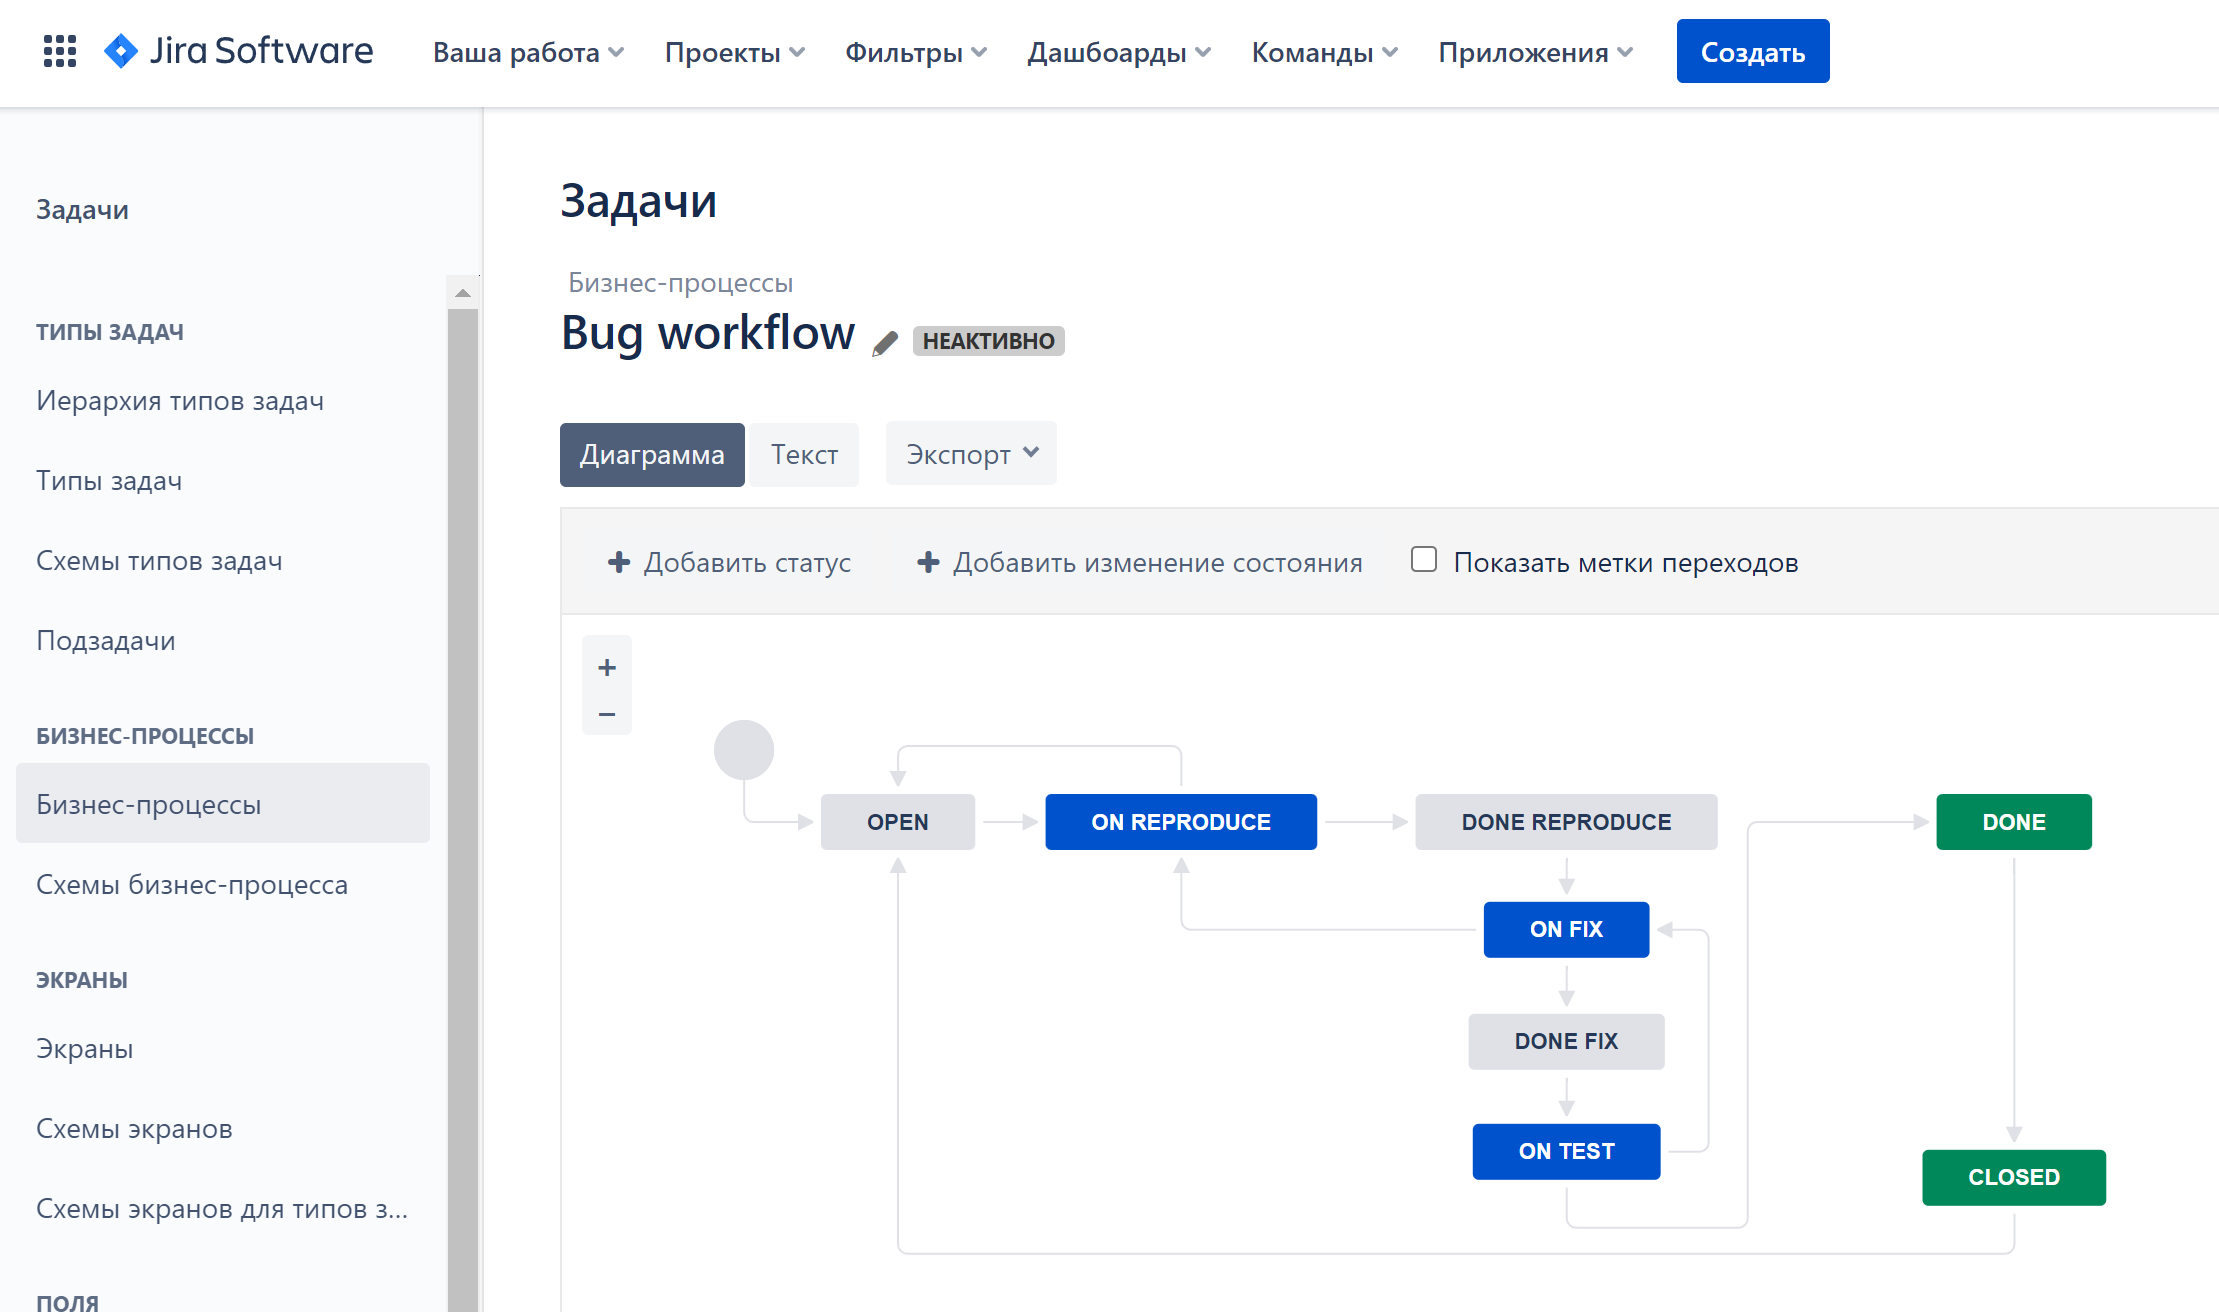 Jira Software Ваша работа Проекты Фильтры Дашбоарды Команды Приложения Создать
Задачи
ТИПЫ ЗАДАЧ
Иерархия типов задач
Типы задач
Схемы типов задач
Подзадачи
БИЗНЕС-ПРОЦЕССЫ
Бизнес-процессы
Схемы бизнес-процесса
ЭКРАНЫ
Экраны
Схемы экранов
Схемы экранов для типов з...
ПОЛЯ
Задачи
Бизнес-процессы
Bug workflow НЕАКТИВНО
Диаграмма Текст Экспорт
+ Добавить статус + Добавить изменение состояния Показать метки переходов
+
–
OPEN ON REPRODUCE DONE REPRODUCE DONE
ON FIX
DONE FIX
ON TEST
CLOSED